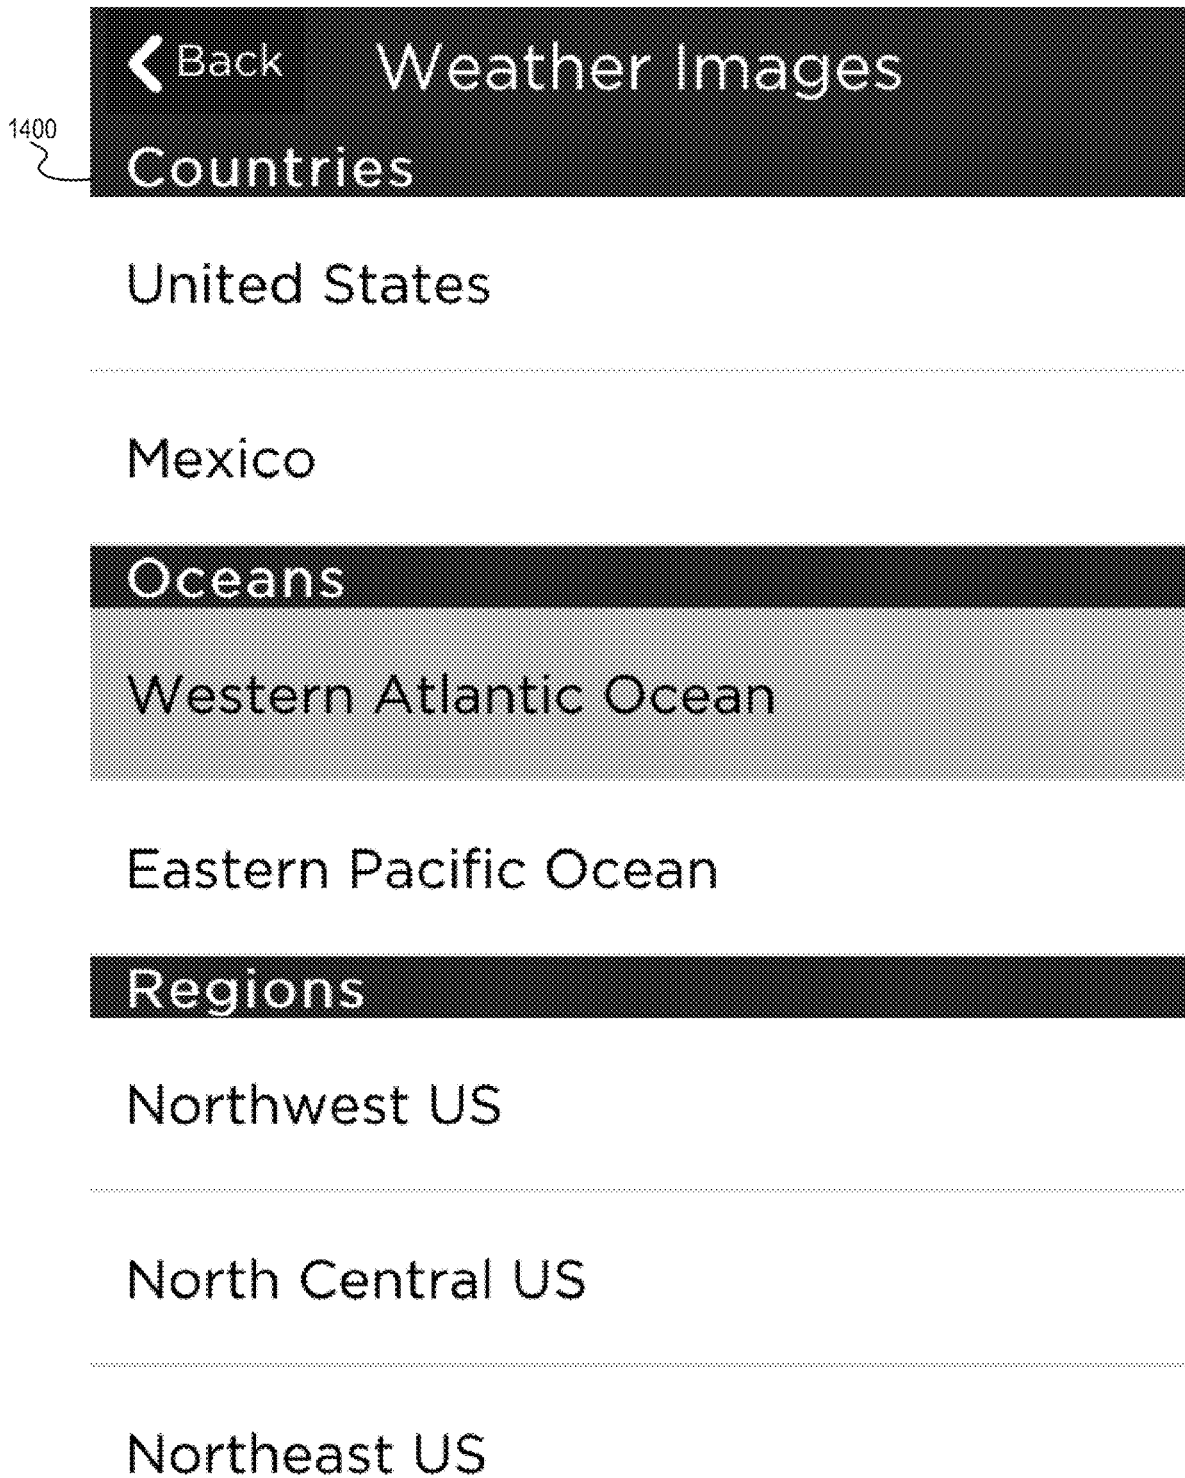 Back Weather Images
1400
Countries
United States
Mexico
Oceans
Western Atlantic Ocean
Eastern Pacific Ocean
Regions
Northwest US
North Central US
Northeast US